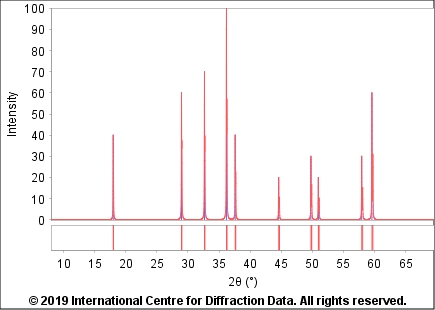 100
90
80
70
60
50
40
30
20
10
0
Intensity
10 15 20 25 30 35 40 45 50 55 60 65
2θ (°)
© 2019 International Centre for Diffraction Data. All rights reserved.